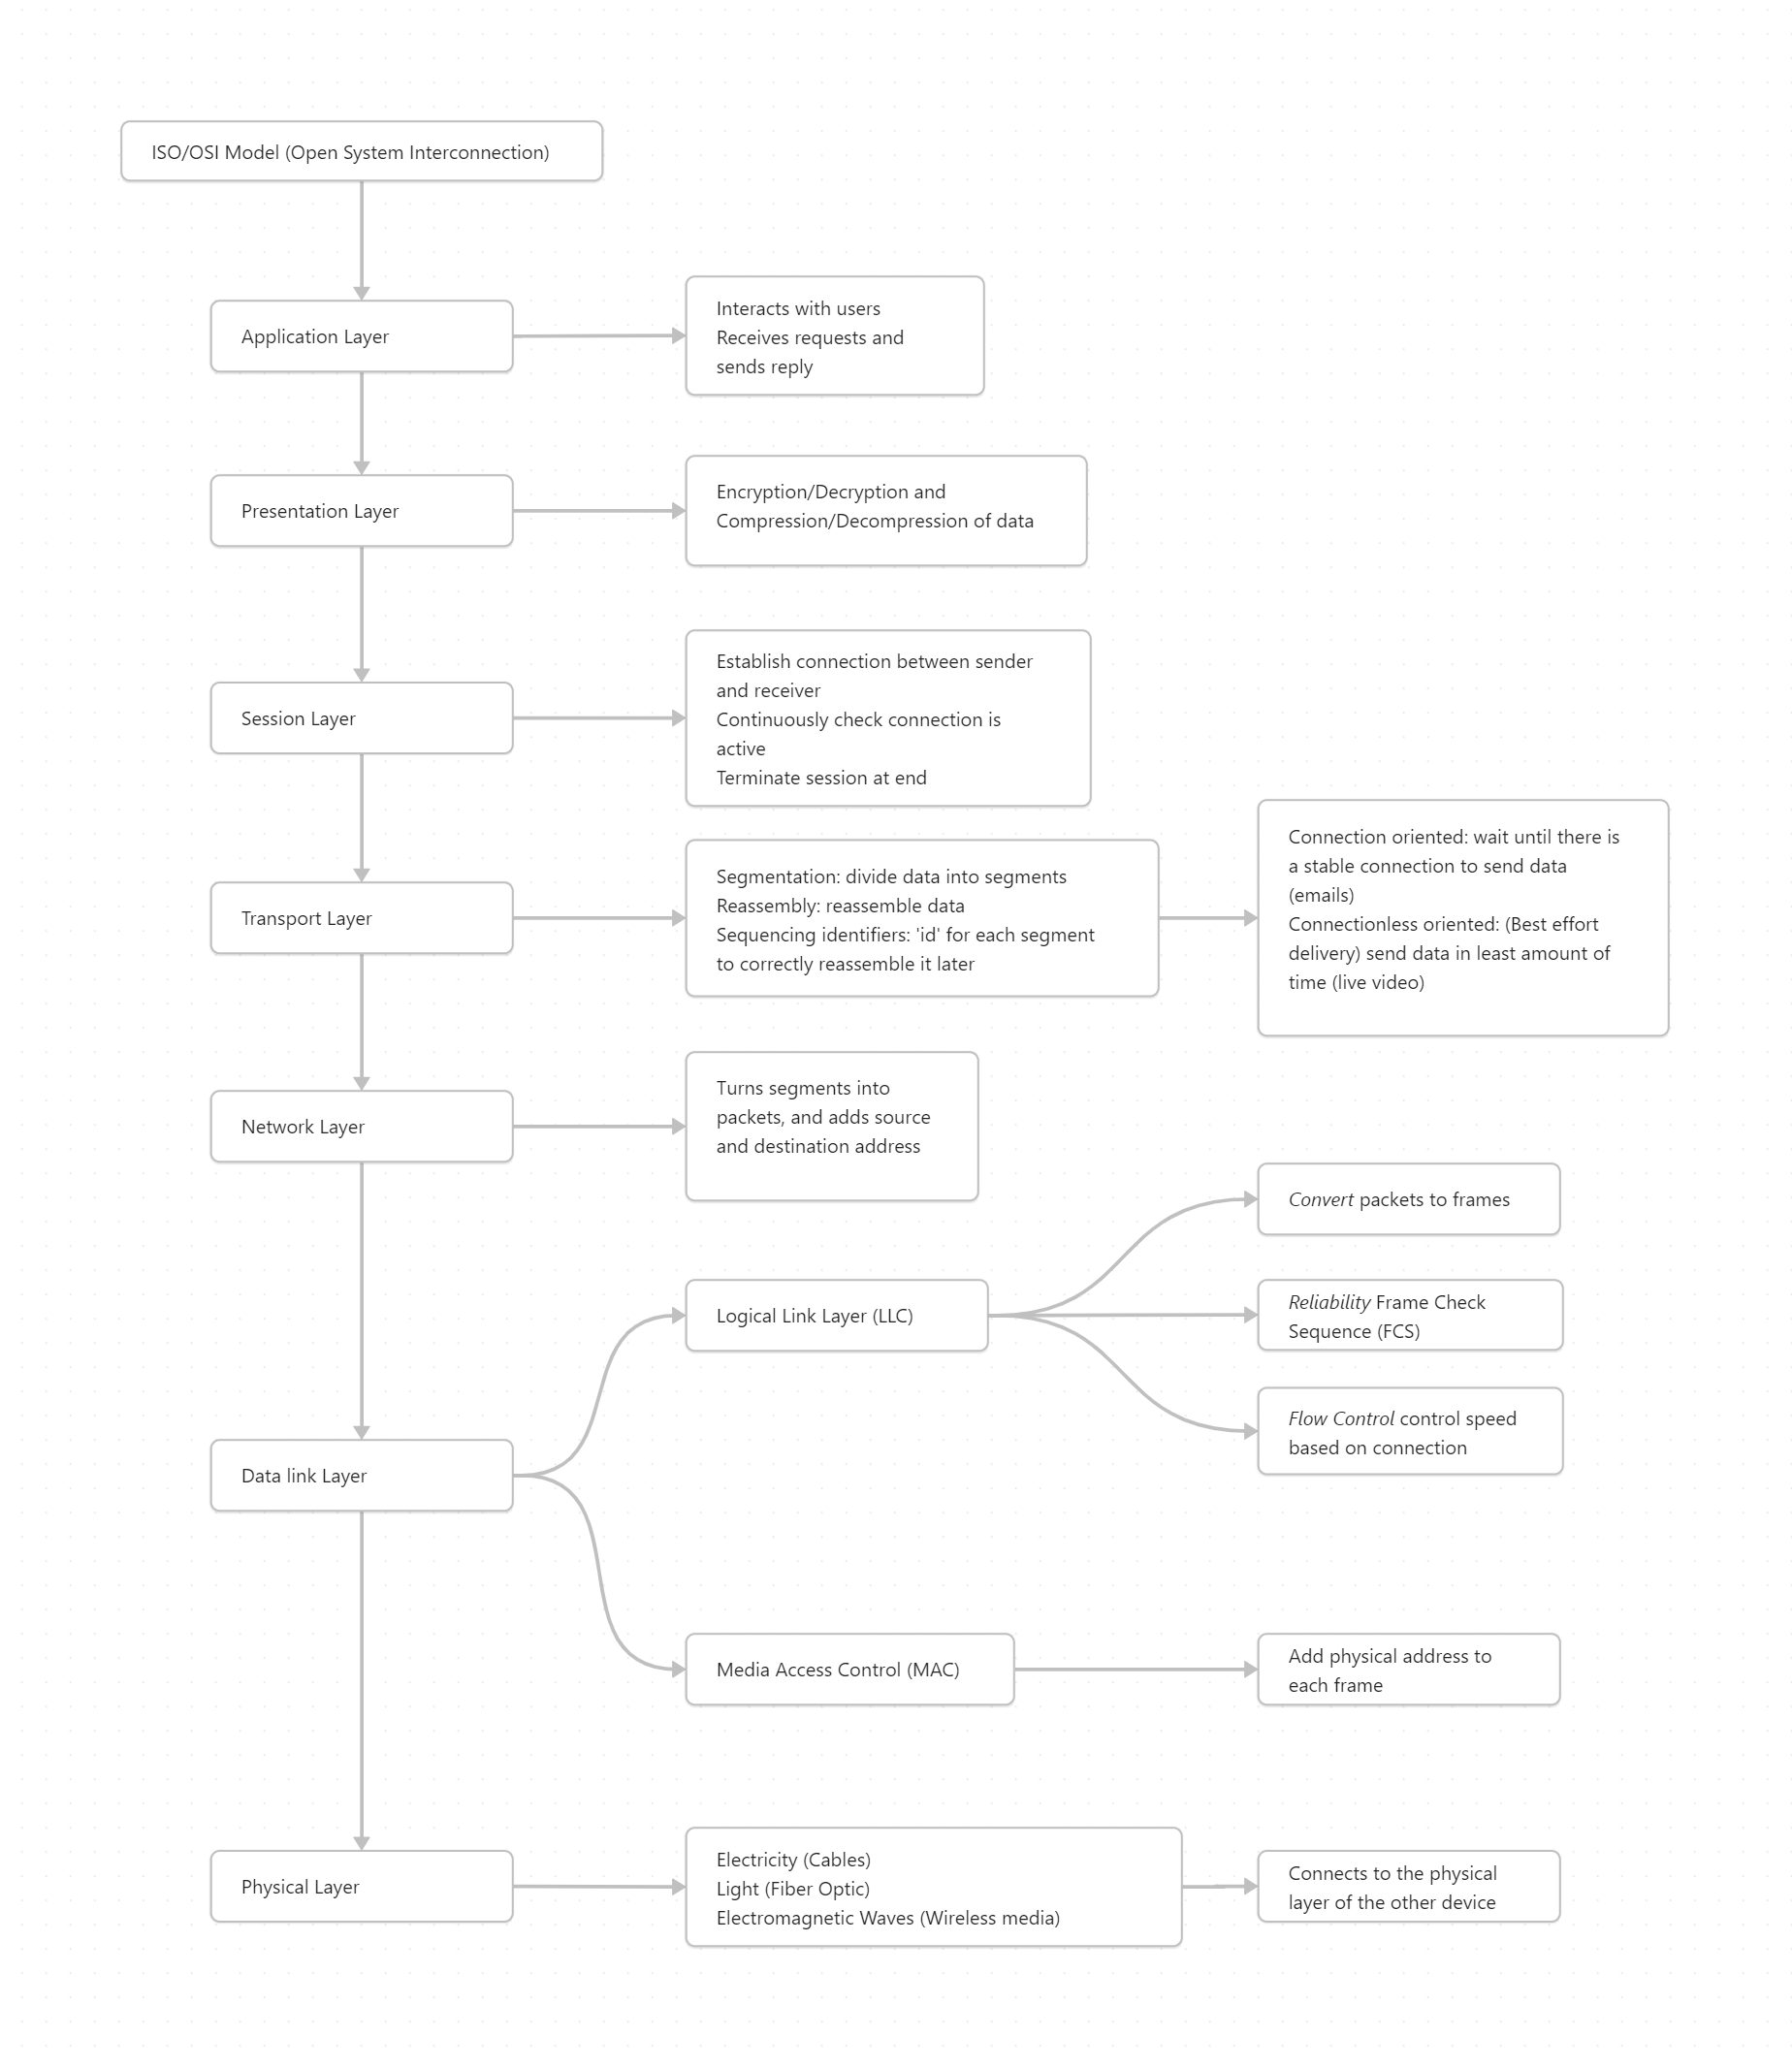 ISO/OSI Model (Open System Interconnection)
Application Layer
Interacts with users
Receives requests and
sends reply
Presentation Layer
Encryption/Decryption and
Compression/Decompression of data
Session Layer
Establish connection between sender
and receiver
Continuously check connection is
active
Terminate session at end
Transport Layer
Segmentation: divide data into segments
Reassembly: reassemble data
Sequencing identifiers: 'id' for each segment
to correctly reassemble it later
Connection oriented: wait until there is
a stable connection to send data
(emails)
Connectionless oriented: (Best effort
delivery) send data in least amount of
time (live video)
Network Layer
Turns segments into
packets, and adds source
and destination address
Data link Layer
Logical Link Layer (LLC)
Convert packets to frames
Reliability Frame Check
Sequence (FCS)
Flow Control control speed
based on connection
Media Access Control (MAC)
Add physical address to
each frame
Physical Layer
Electricity (Cables)
Light (Fiber Optic)
Electromagnetic Waves (Wireless media)
Connects to the physical
layer of the other device